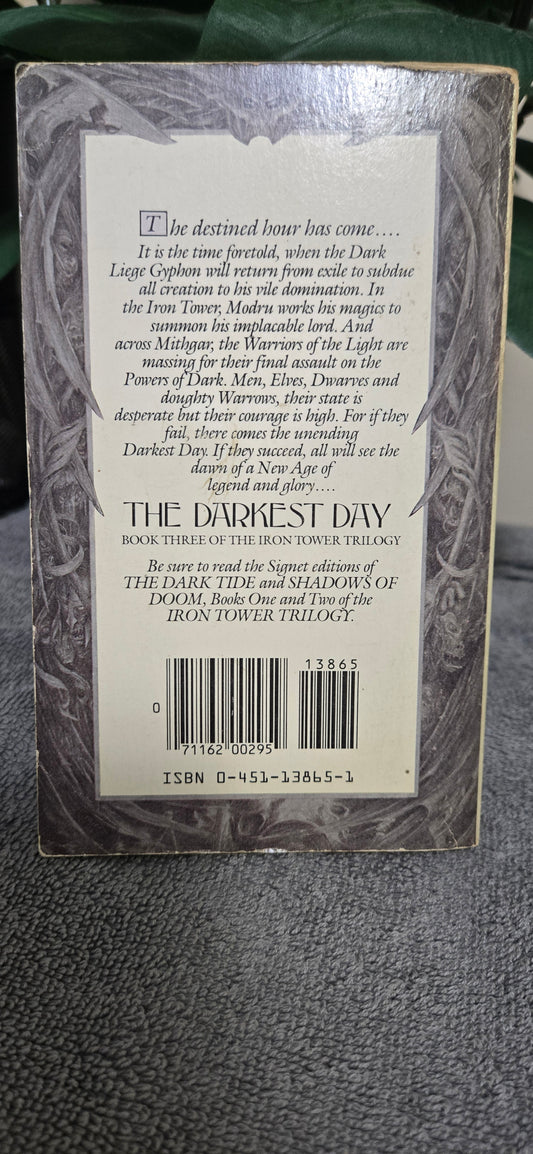 The destined hour has come....
It is the time foretold, when the Dark
Liege Gyphon will return from exile to subdue
all creation to his vile domination. In
the Iron Tower, Modru works his magics to
summon his implacable lord. And
across Mithgar, the Warriors of the Light are
massing for their final assault on the
Powers of Dark. Men, Elves, Dwarves and
doughty Warrows, their state is
desperate but their courage is high. For if they
fail, there comes the unending
Darkest Day. If they succeed, all will see the
dawn of a New Age of
legend and glory....
THE DARKEST DAY
BOOK THREE OF THE IRON TOWER TRILOGY
Be sure to read the Signet editions of
THE DARK TIDE and SHADOWS OF
DOOM, Books One and Two of the
IRON TOWER TRILOGY.
13865
0 71162 00295
ISBN 0-451-13865-1